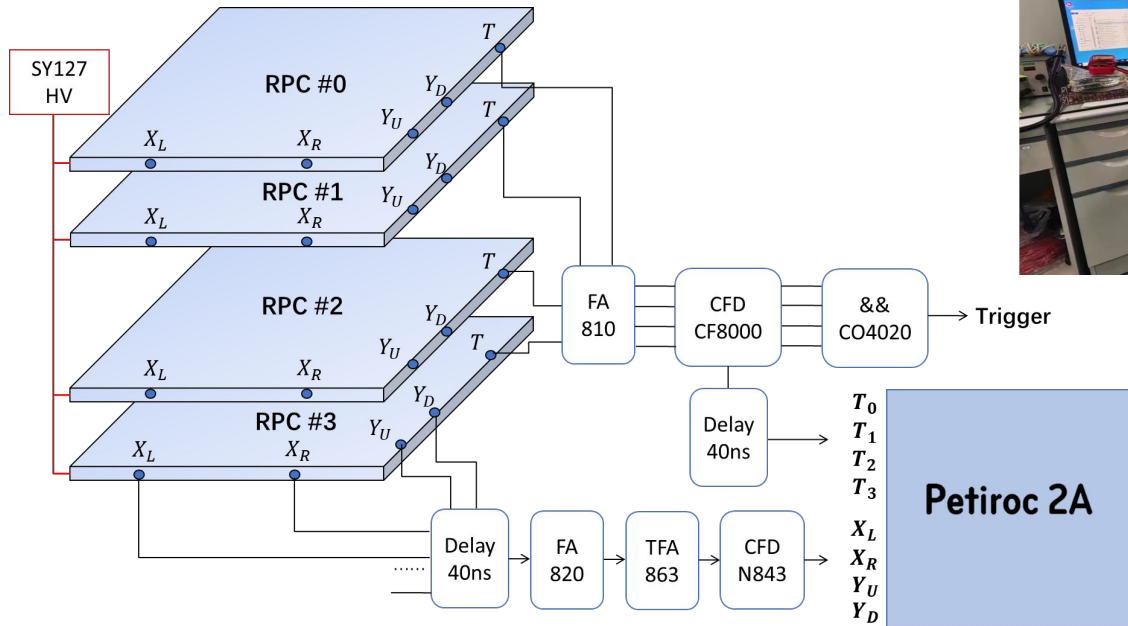 SY127
HV
RPC #0
T
Y_D
Y_U
X_L
X_R
RPC #1
T
Y_D
Y_U
X_L
X_R
RPC #2
T
Y_D
Y_U
X_L
X_R
RPC #3
T
Y_D
Y_U
X_L
X_R
FA
810
CFD
CF8000
&&
CO4020
Trigger
Delay
40ns
T_0
T_1
T_2
T_3
Petiroc 2A
......
Delay
40ns
FA
820
TFA
863
CFD
N843
X_L
X_R
Y_U
Y_D